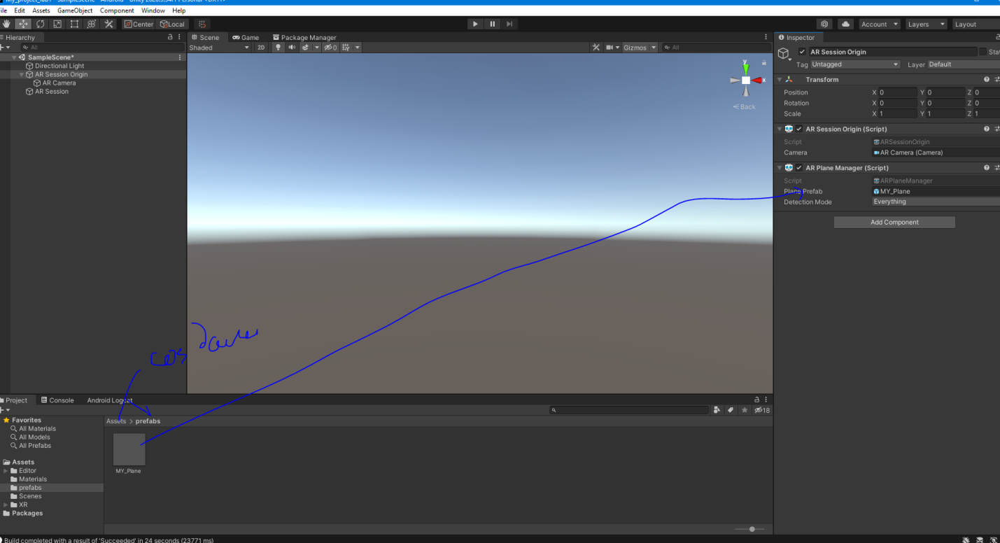 File Edit Assets GameObject Component Window Help
Center Local
Account Layers Layout
Hierarchy
All
SampleScene*
Directional Light
AR Session Origin
AR Camera
AR Session
Scene Game Package Manager
Shaded 2D 0 Gizmos All
y
x
Back
Inspector
AR Session Origin Stat
Tag Untagged Layer Default
Transform
Position X 0 Y 0 Z 0
Rotation X 0 Y 0 Z 0
Scale X 1 Y 1 Z 1
AR Session Origin (Script)
Script ARSessionOrigin
Camera AR Camera (Camera)
AR Plane Manager (Script)
Script ARPlaneManager
Plane Prefab MY_Plane
Detection Mode Everything
Add Component
Project Console Android Logcat
18
Favorites
All Materials
All Models
All Prefabs
Assets
Editor
Materials
prefabs
Scenes
XR
Packages
Assets > prefabs
MY_Plane
Build completed with a result of 'Succeeded' in 24 seconds (23771 ms)